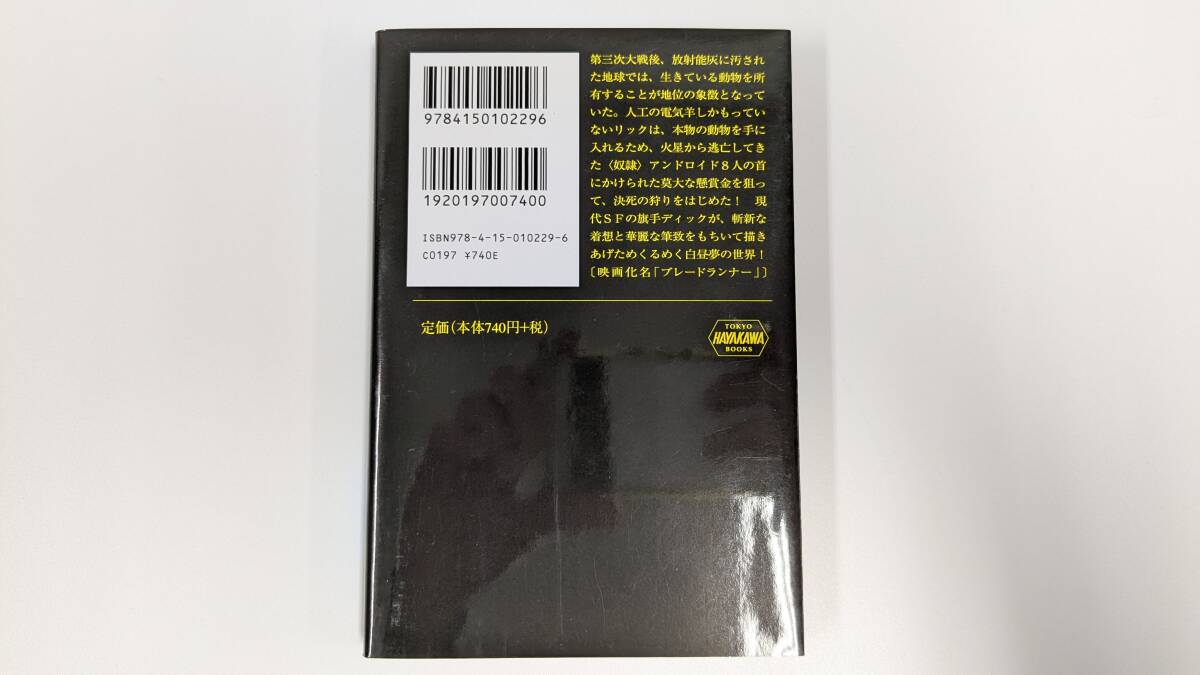 9784150102296
1920197007400
ISBN978-4-15-010229-6
C0197 ¥740E
第三次大戦後、放射能灰に汚され
た地球では、生きている動物を所
有することが地位の象徴となって
いた。人工の電気羊しかもってい
ないリックは、本物の動物を手に
入れるため、火星から逃亡してき
た〈奴隷〉アンドロイド8人の首
にかけられた莫大な懸賞金を狙っ
て、決死の狩りをはじめた！ 現
代SFの旗手ディックが、斬新な
着想と華麗な筆致をもちいて描き
あげためくるめく白昼夢の世界！
〔映画化名「ブレードランナー」〕
定価(本体740円+税)
TOKYO
HAYAKAWA
BOOKS